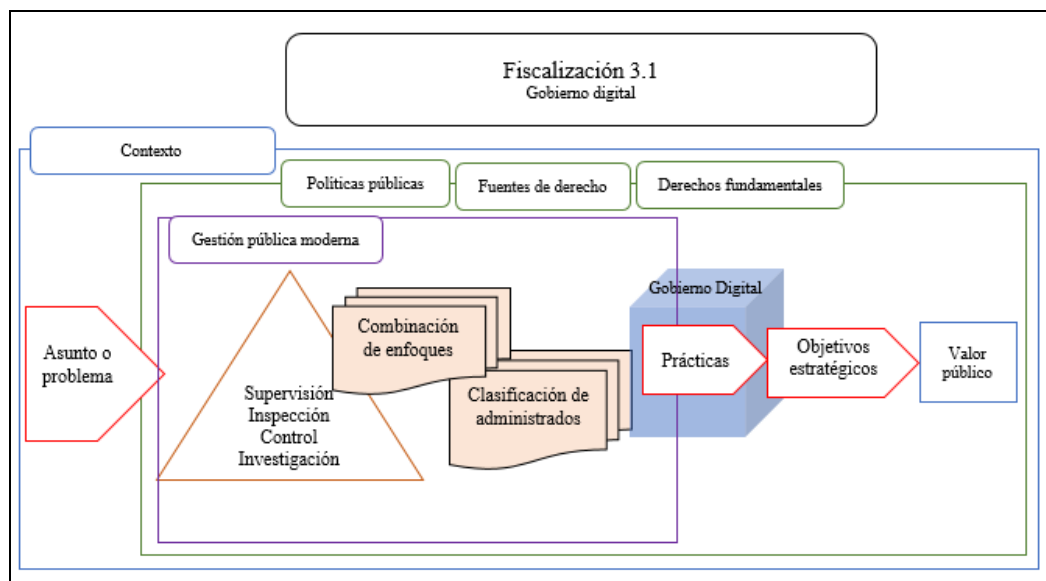 Fiscalización 3.1
Gobierno digital
Contexto
Políticas públicas
Fuentes de derecho
Derechos fundamentales
Gestión pública moderna
Asunto o
problema
Supervisión
Inspección
Control
Investigación
Combinación
de enfoques
Clasificación de
administrados
Gobierno Digital
Prácticas
Objetivos
estratégicos
Valor
público